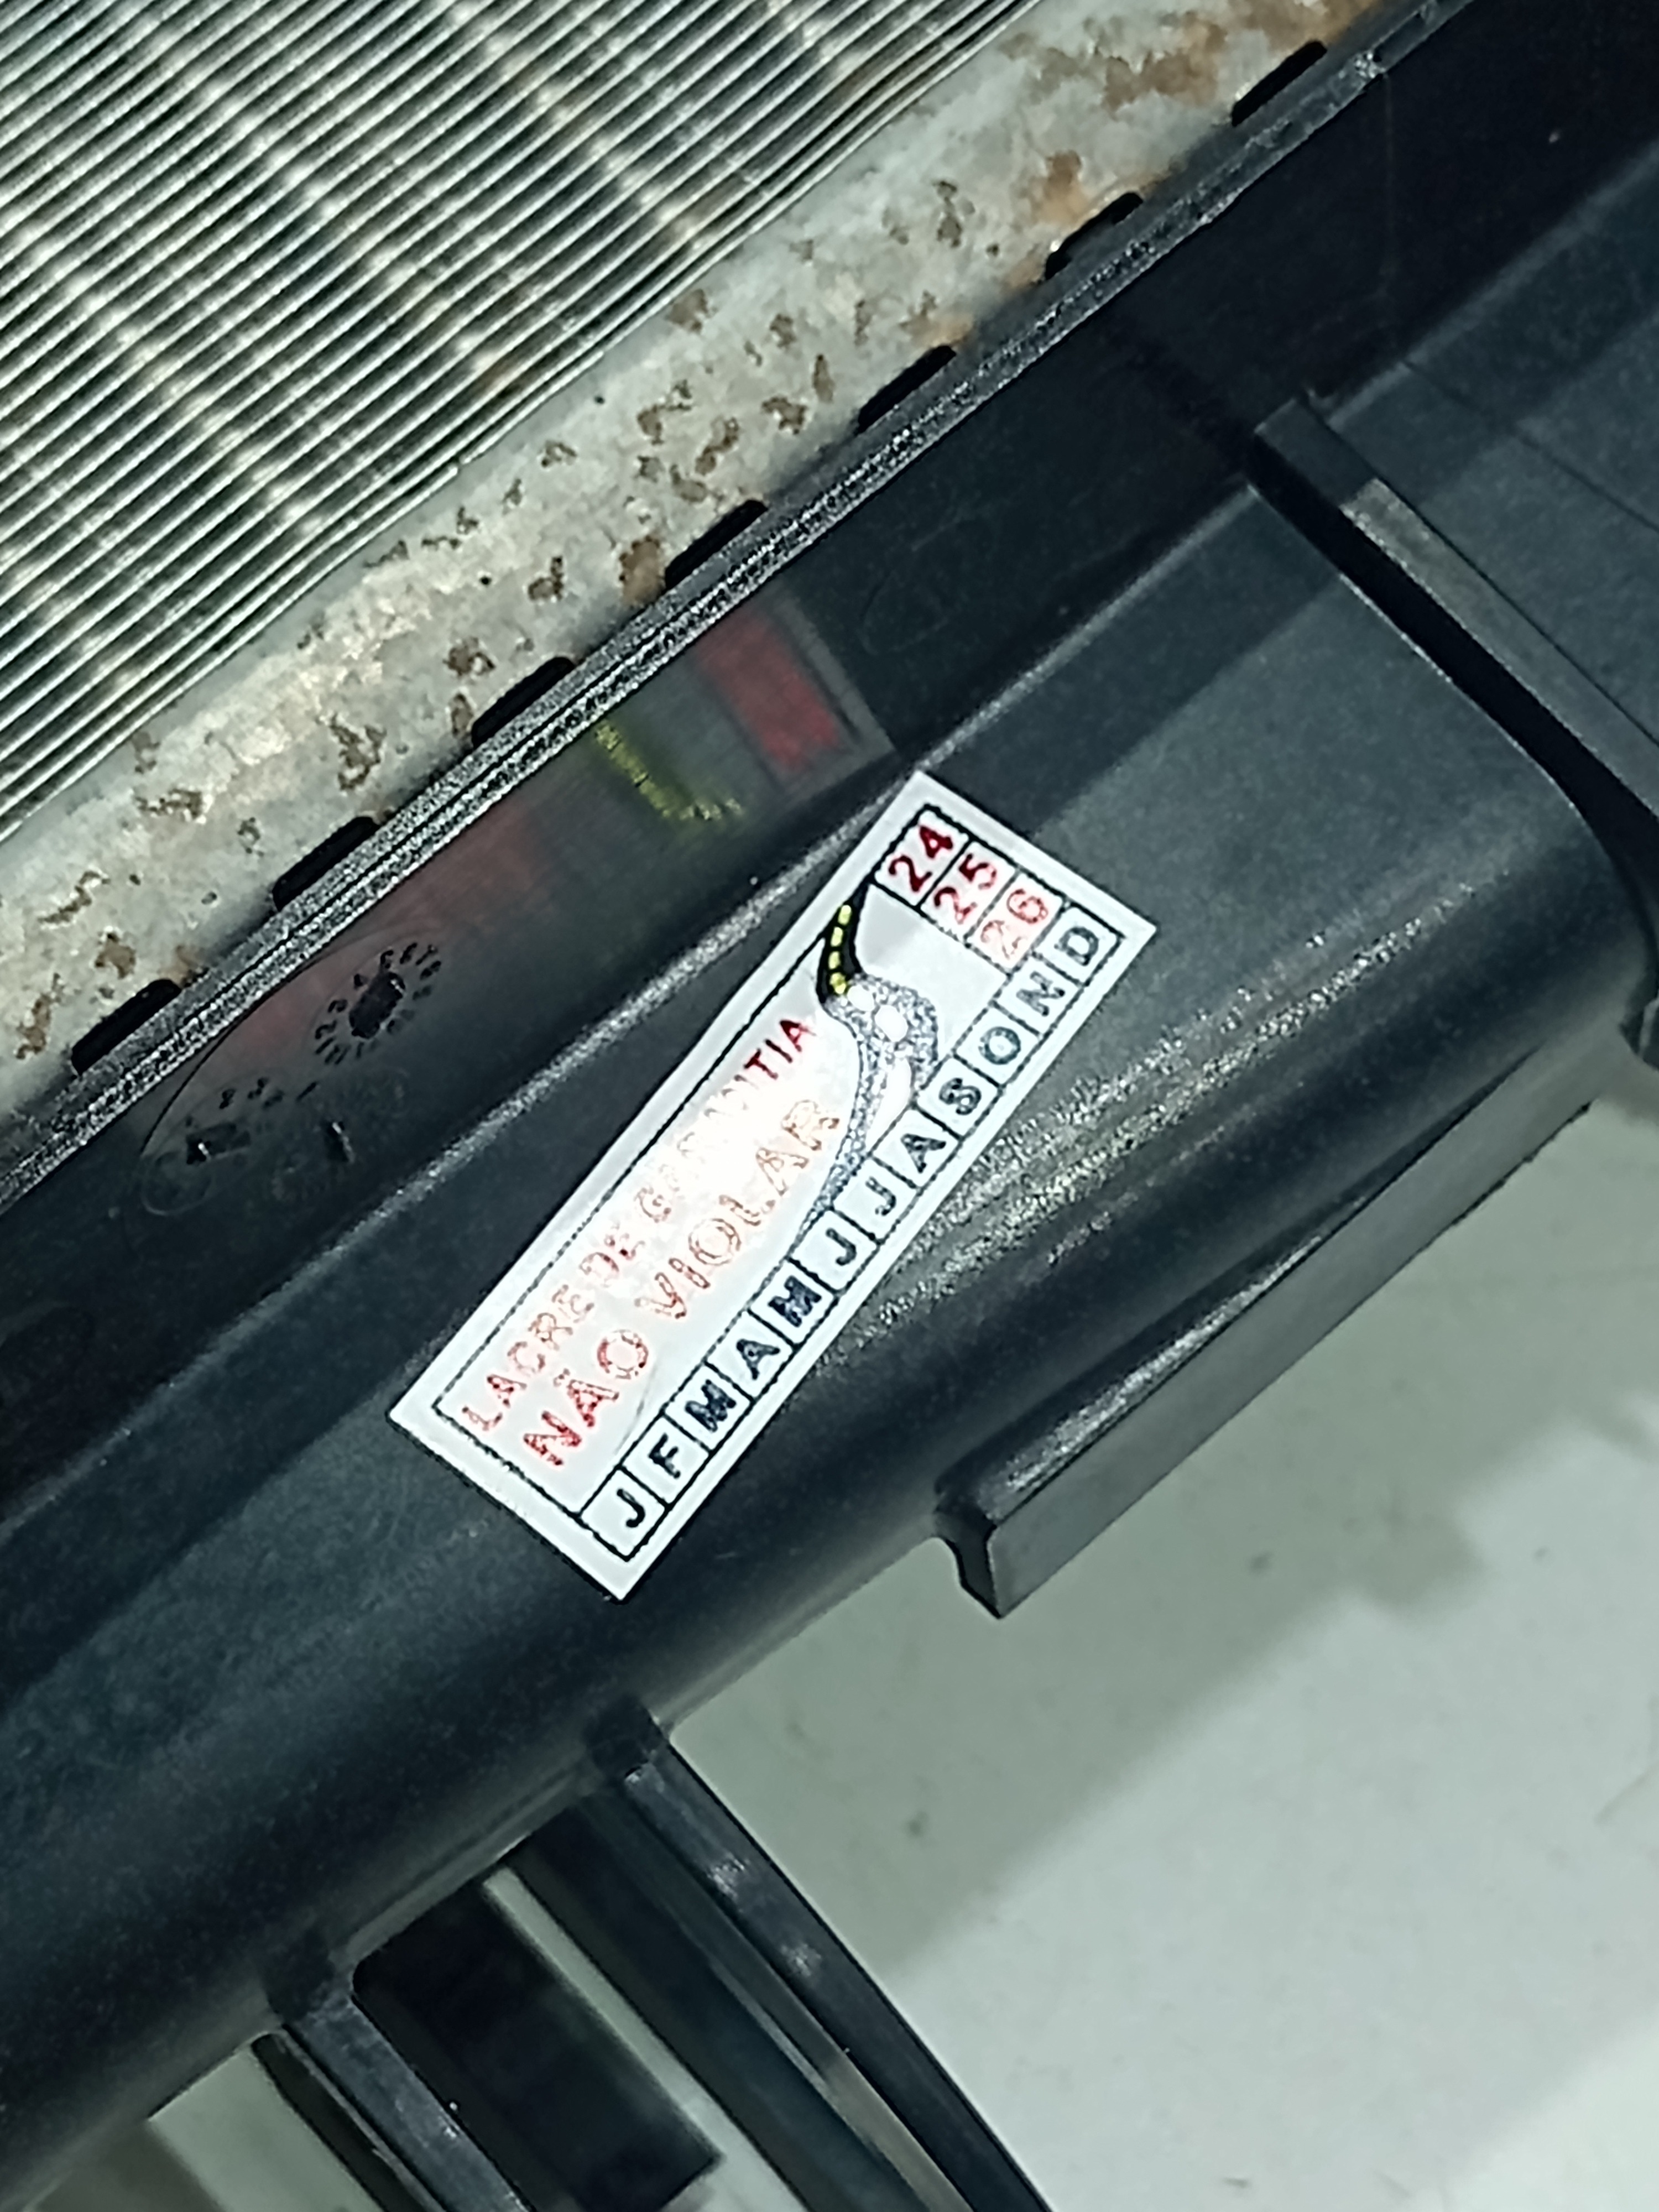 LACRE DE GARANTIA
NÃO VIOLAR
24
25
26
J F M A M J J A S O N D